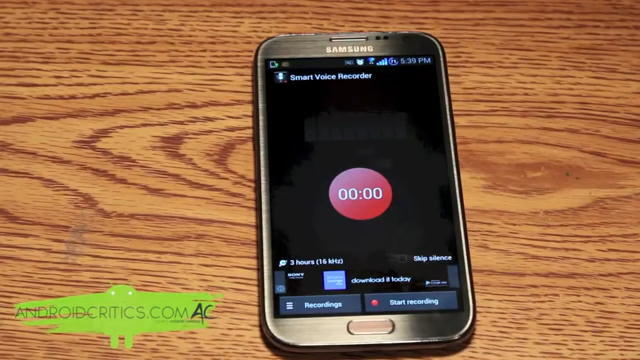 SAMSUNG
5:39 PM
Smart Voice Recorder
00:00
3 hours (16 kHz)
Skip silence
SONY
download it today
Recordings
Start recording
ANDROIDCRITICS.COM AC